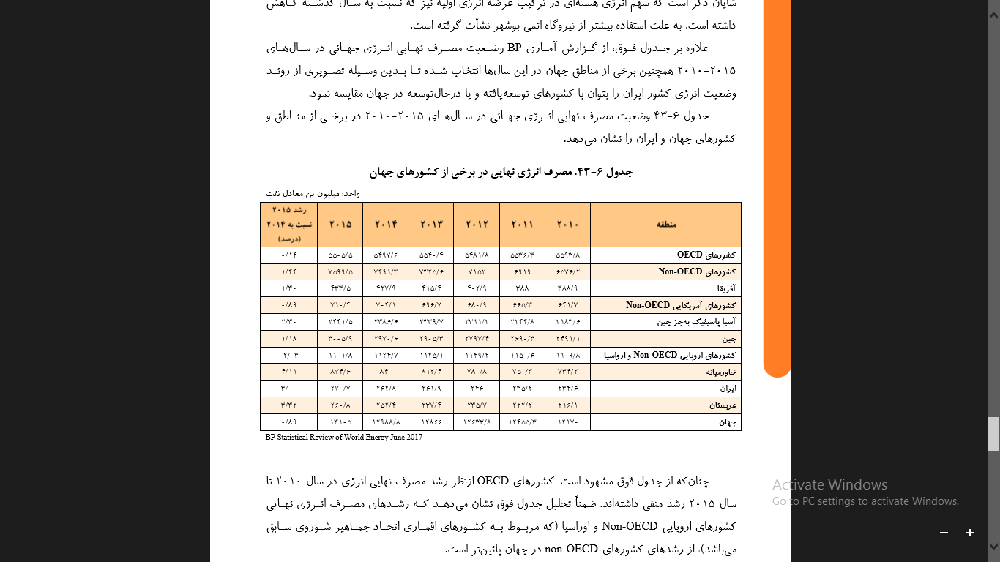 شایان ذکر است که سهم انرژی هسته‌ای در ترکیب عرضه انرژی اولیه نیز که نسبت به سال گذشته کاهش
داشته است. به علت استفاده بیشتر از نیروگاه اتمی بوشهر نشأت گرفته است.
علاوه بر جدول فوق، از گزارش آماری BP وضعیت مصرف نهایی انرژی جهانی در سال‌های
۲۰۱۵-۲۰۱۰ همچنین برخی از مناطق جهان در این سال‌ها انتخاب شده تا بدین وسیله تصویری از روند
وضعیت انرژی کشور ایران را بتوان با کشورهای توسعه‌یافته و یا درحال‌توسعه در جهان مقایسه نمود.
جدول ۶-۴۳ وضعیت مصرف نهایی انرژی جهانی در سال‌های ۲۰۱۵-۲۰۱۰ در برخی از مناطق و
کشورهای جهان و ایران را نشان می‌دهد.
جدول ۶-۴۳. مصرف انرژی نهایی در برخی از کشورهای جهان
واحد: میلیون تن معادل نفت
منطقه ۲۰۱۰ ۲۰۱۱ ۲۰۱۲ ۲۰۱۳ ۲۰۱۴ ۲۰۱۵ رشد ۲۰۱۵
نسبت به ۲۰۱۴
(درصد)
کشورهای OECD ۵۵۹۳/۸ ۵۵۳۶/۳ ۵۴۸۱/۸ ۵۵۴۰/۴ ۵۴۹۷/۶ ۵۵۰۵/۵ ۰/۱۴
کشورهای Non-OECD ۶۵۷۶/۲ ۶۹۱۹ ۷۱۵۲ ۷۳۲۵/۶ ۷۴۹۱/۳ ۷۵۹۹/۵ ۱/۴۴
آفریقا ۳۸۸/۹ ۳۸۸ ۴۰۲/۹ ۴۱۵/۴ ۴۲۷/۹ ۴۳۳/۵ ۱/۳۰
کشورهای آمریکایی Non-OECD ۶۴۱/۷ ۶۶۵/۳ ۶۸۰/۹ ۶۹۶/۷ ۷۰۴/۱ ۷۱۰/۴ ۰/۸۹
آسیا پاسیفیک به‌جز چین ۲۱۸۳/۶ ۲۲۴۴/۸ ۲۳۱۱/۲ ۲۳۳۹/۷ ۲۳۸۶/۶ ۲۴۴۱/۵ ۲/۳۰
چین ۲۴۹۱/۱ ۲۶۹۰/۳ ۲۷۹۷/۴ ۲۹۰۵/۳ ۲۹۷۰/۶ ۳۰۰۵/۹ ۱/۱۸
کشورهای اروپایی Non-OECD و ارواسیا ۱۱۰۹/۸ ۱۱۵۰/۶ ۱۱۴۹/۲ ۱۱۲۵/۱ ۱۱۲۴/۷ ۱۱۰۱/۸ -۲/۰۳
خاورمیانه ۷۳۴/۲ ۷۵۰/۳ ۷۸۰/۸ ۸۱۲/۴ ۸۴۰ ۸۷۴/۶ ۴/۱۱
ایران ۲۳۴/۶ ۲۳۵/۲ ۲۴۶ ۲۶۱/۹ ۲۶۲/۸ ۲۷۰/۷ ۳/۰۰
عربستان ۲۱۶/۱ ۲۲۲/۲ ۲۳۵/۷ ۲۳۷/۴ ۲۵۲/۴ ۲۶۰/۸ ۳/۳۲
جهان ۱۲۱۷۰ ۱۲۴۵۵/۳ ۱۲۶۳۳/۸ ۱۲۸۶۶ ۱۲۹۸۸/۸ ۱۳۱۰۵ ۰/۸۹
BP Statistical Review of World Energy June 2017
چنان‌که از جدول فوق مشهود است، کشورهای OECD ازنظر رشد مصرف نهایی انرژی در سال ۲۰۱۰ تا
سال ۲۰۱۵ رشد منفی داشته‌اند. ضمناً تحلیل جدول فوق نشان می‌دهد که رشدهای مصرف انرژی نهایی
کشورهای اروپایی Non-OECD و اوراسیا (که مربوط به کشورهای اقماری اتحاد جماهیر شوروی سابق
می‌باشد)، از رشدهای کشورهای non-OECD در جهان پائین‌تر است.
Activate Windows
Go to PC settings to activate Windows.